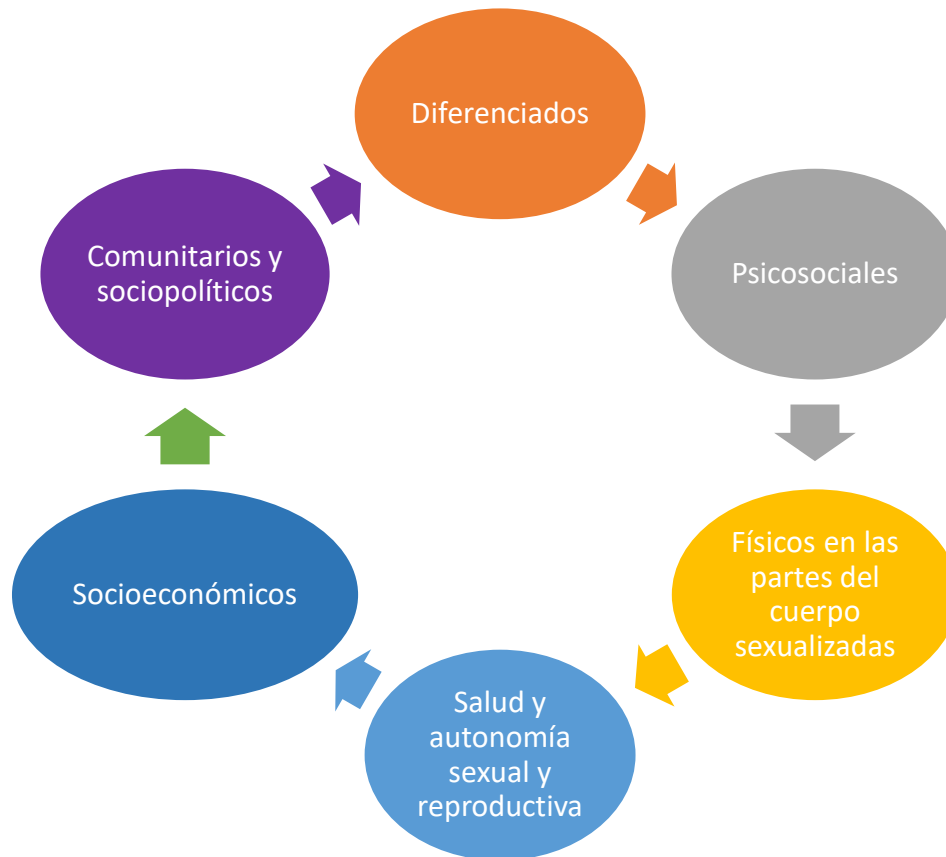 Diferenciados
Psicosociales
Físicos en las
partes del
cuerpo
sexualizadas
Salud y
autonomía
sexual y
reproductiva
Socioeconómicos
Comunitarios y
sociopolíticos